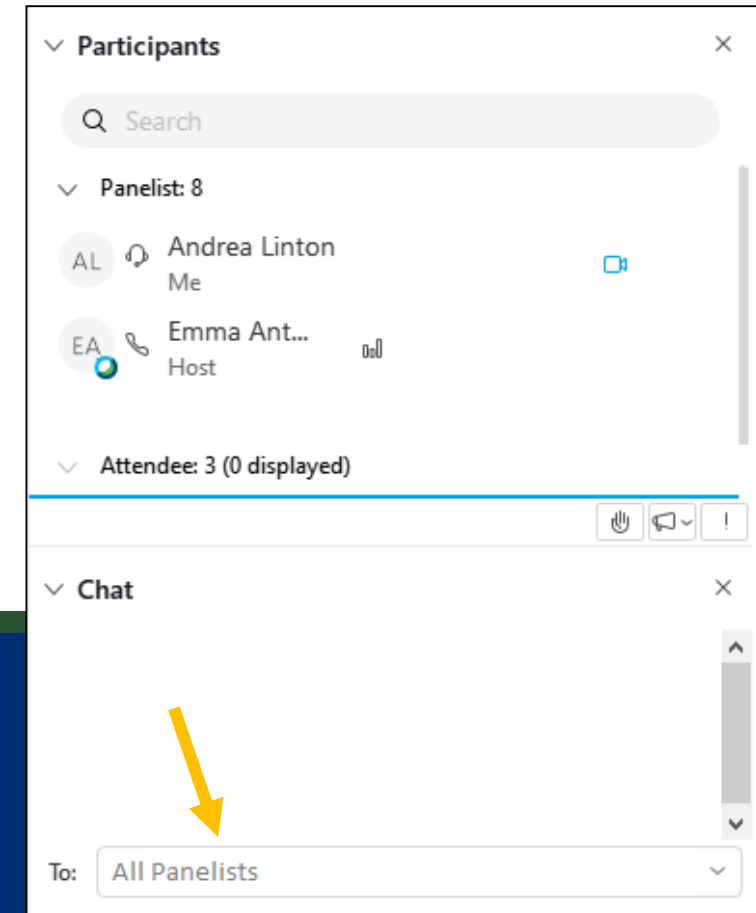 Participants
Search
Panelist: 8
AL
Andrea Linton
Me
EA
Emma Ant...
Host
Attendee: 3 (0 displayed)
Chat
To: All Panelists